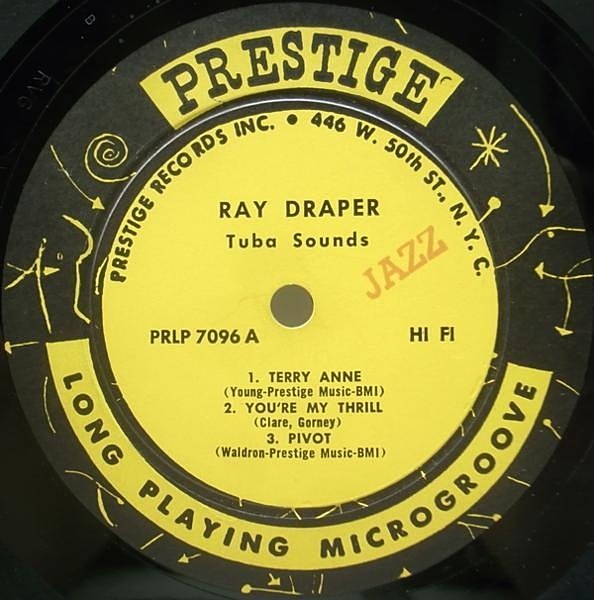 PRESTIGE
PRESTIGE RECORDS INC. • 446 W. 50th ST., N.Y.C.
RAY DRAPER
Tuba Sounds
JAZZ
PRLP 7096 A
HI FI
1. TERRY ANNE
(Young-Prestige Music-BMI)
2. YOU'RE MY THRILL
(Clare, Gorney)
3. PIVOT
(Waldron-Prestige Music-BMI)
LONG PLAYING MICROGROOVE
RVG